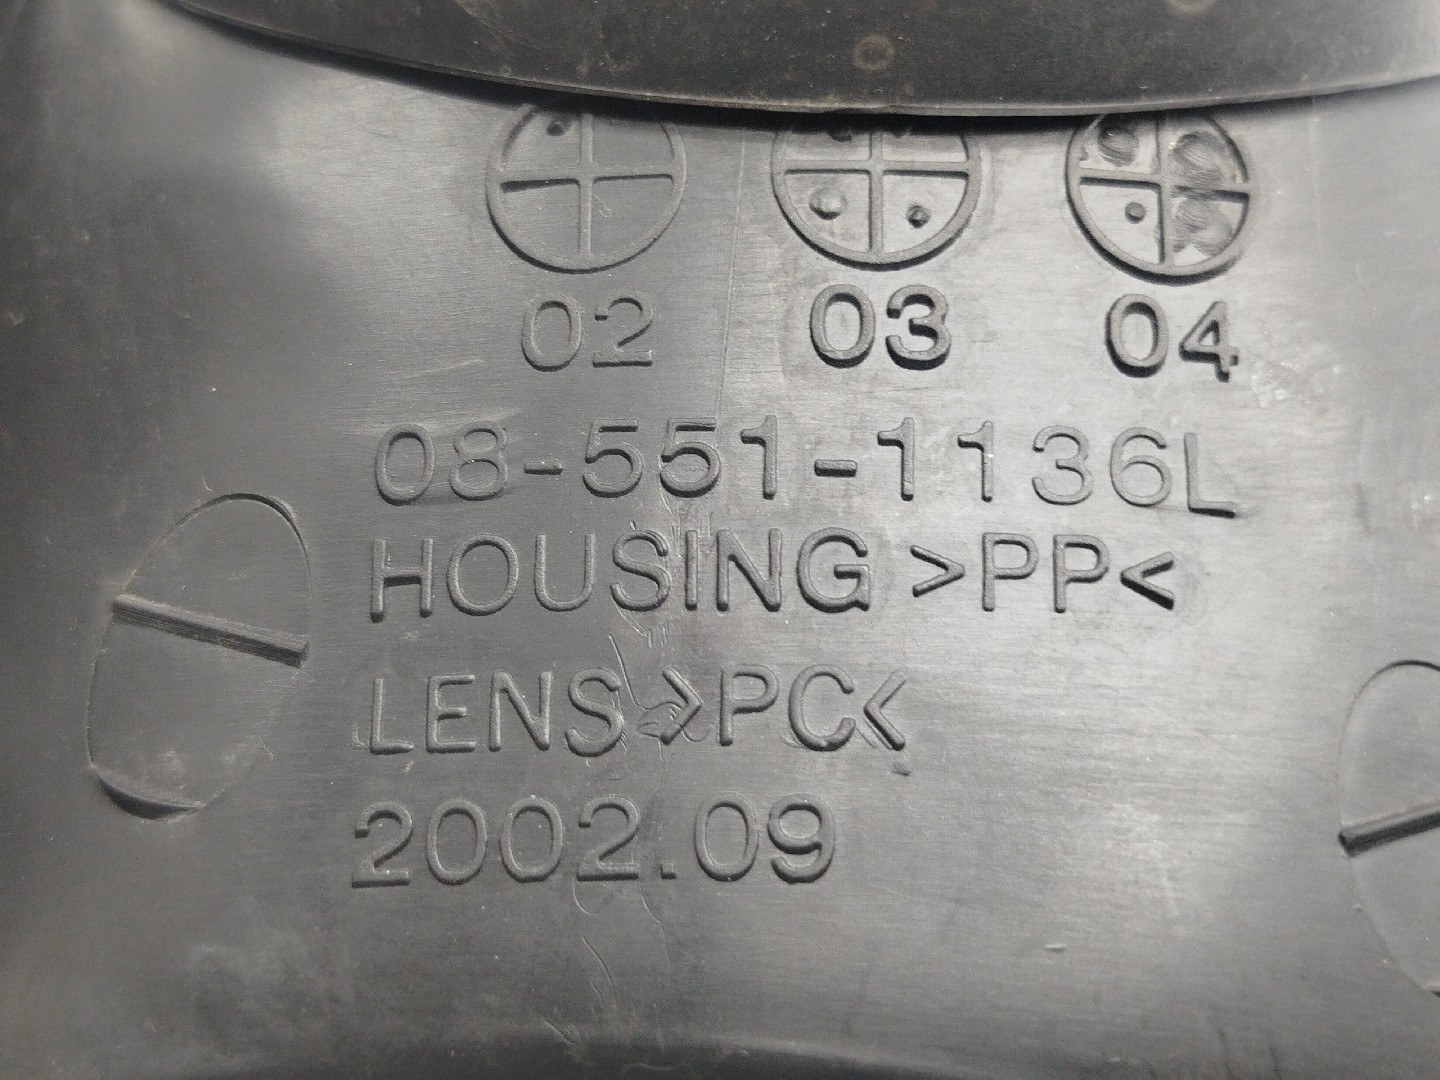 02 03 04
08-551-1136L
HOUSING >PP<
LENS >PC<
2002.09